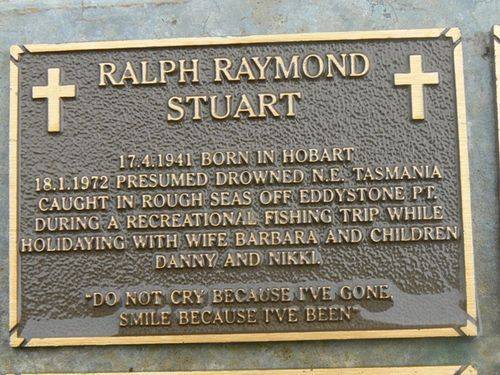 RALPH RAYMOND
STUART
17.4.1941 BORN IN HOBART
18.1.1972 PRESUMED DROWNED N.E. TASMANIA
CAUGHT IN ROUGH SEAS OFF EDDYSTONE PT.
DURING A RECREATIONAL FISHING TRIP WHILE
HOLIDAYING WITH WIFE BARBARA AND CHILDREN
DANNY AND NIKKI.
"DO NOT CRY BECAUSE I'VE GONE,
SMILE BECAUSE I'VE BEEN"